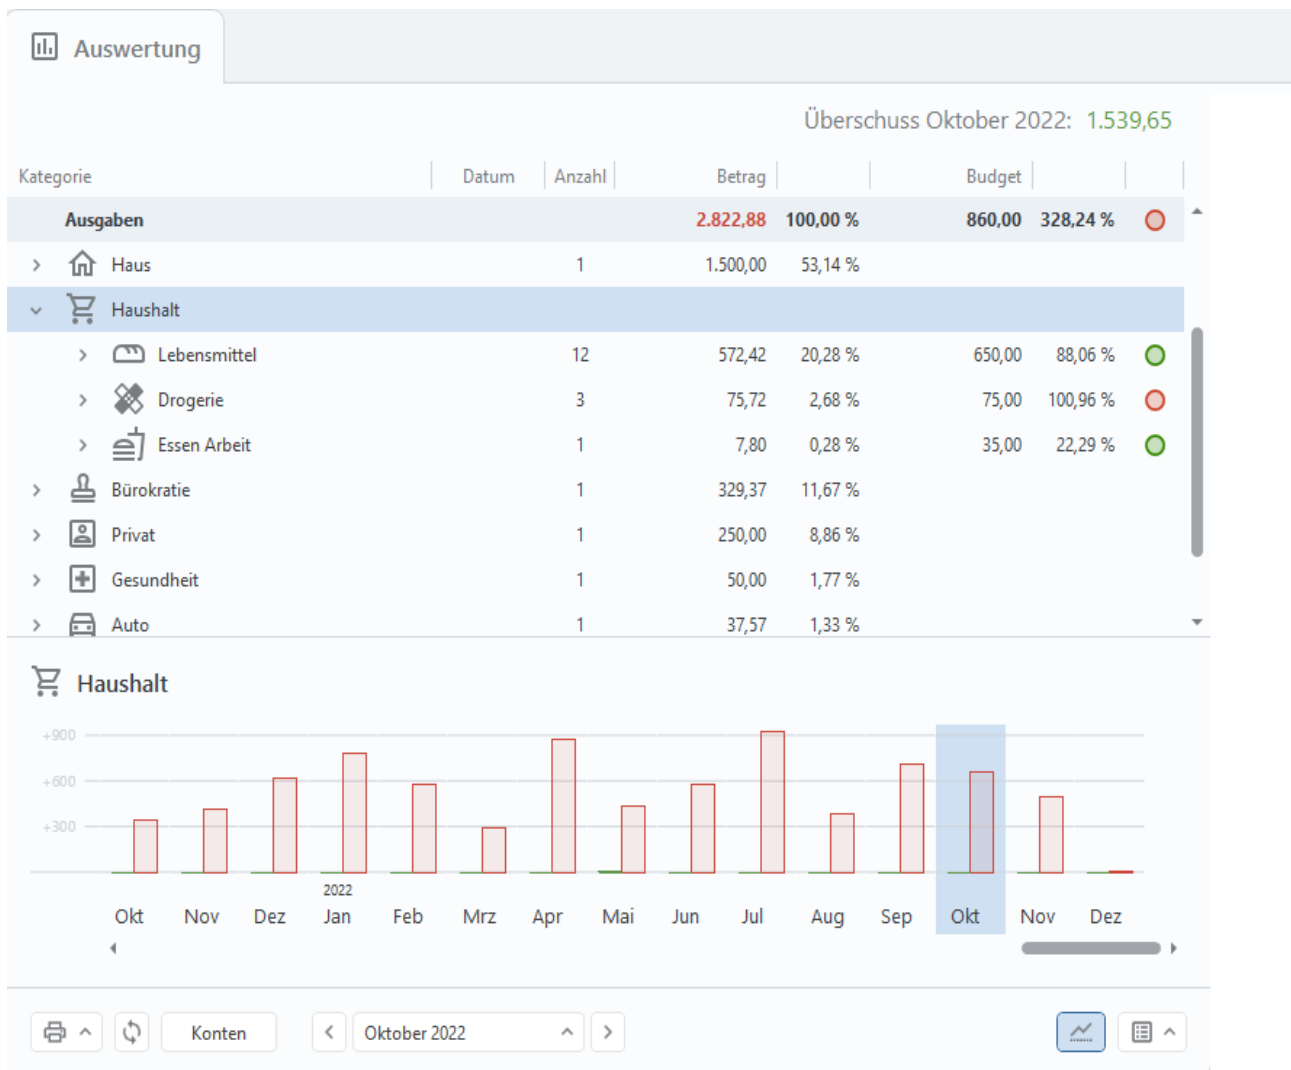 Auswertung
Überschuss Oktober 2022: 1.539,65
Kategorie Datum Anzahl Betrag Budget
Ausgaben 2.822,88 100,00 % 860,00 328,24 %
Haus 1 1.500,00 53,14 %
Haushalt
Lebensmittel 12 572,42 20,28 % 650,00 88,06 %
Drogerie 3 75,72 2,68 % 75,00 100,96 %
Essen Arbeit 1 7,80 0,28 % 35,00 22,29 %
Bürokratie 1 329,37 11,67 %
Privat 1 250,00 8,86 %
Gesundheit 1 50,00 1,77 %
Auto 1 37,57 1,33 %
Haushalt
+900
+600
+300
2022
Okt Nov Dez Jan Feb Mrz Apr Mai Jun Jul Aug Sep Okt Nov Dez
Konten Oktober 2022